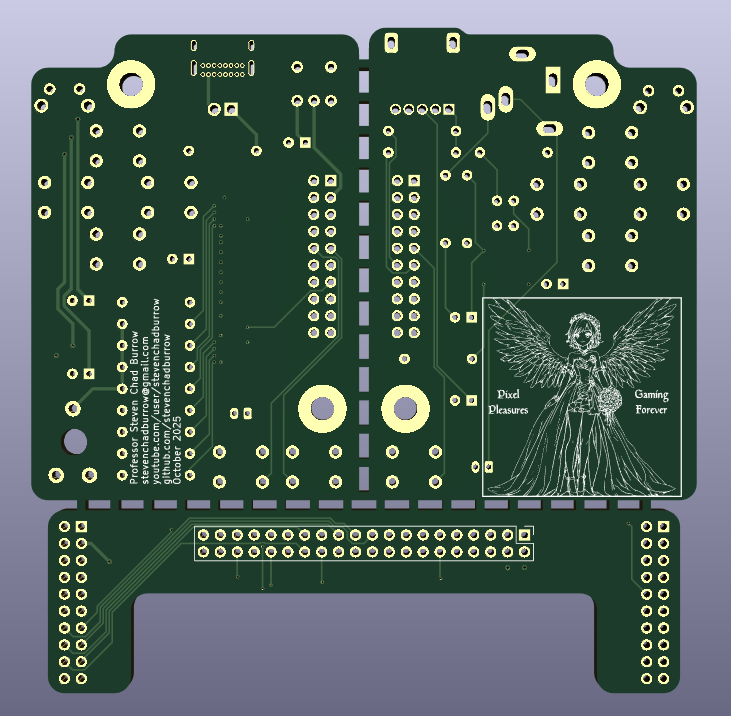 Professor Steven Chad Burrow
stevenchadburrow@gmail.com
youtube.com/user/stevenchadburrow
github.com/stevenchadburrow
October 2025
Pixel
Pleasures
Gaming
Forever